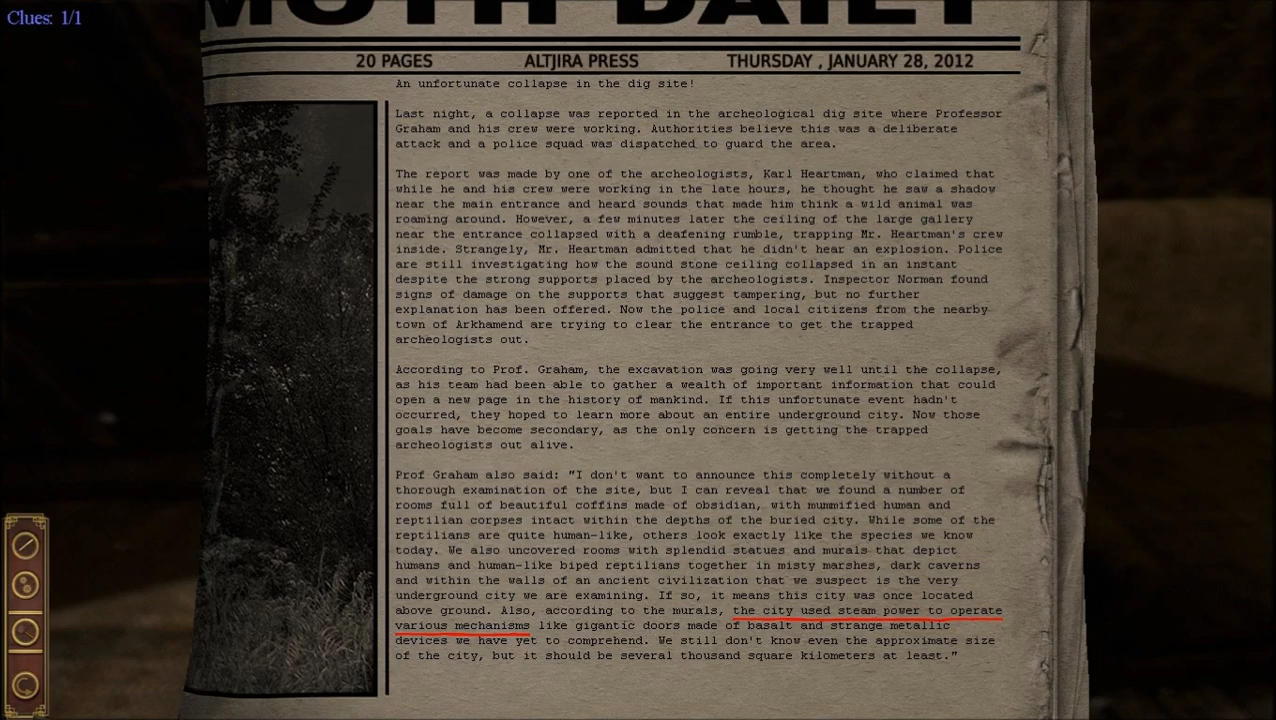 Clues: 1/1
MOTH DAILY
20 PAGES ALTJIRA PRESS THURSDAY , JANUARY 28, 2012
An unfortunate collapse in the dig site!
Last night, a collapse was reported in the archeological dig site where Professor
Graham and his crew were working. Authorities believe this was a deliberate
attack and a police squad was dispatched to guard the area.
The report was made by one of the archeologists, Karl Heartman, who claimed that
while he and his crew were working in the late hours, he thought he saw a shadow
near the main entrance and heard sounds that made him think a wild animal was
roaming around. However, a few minutes later the ceiling of the large gallery
near the entrance collapsed with a deafening rumble, trapping Mr. Heartman's crew
inside. Strangely, Mr. Heartman admitted that he didn't hear an explosion. Police
are still investigating how the sound stone ceiling collapsed in an instant
despite the strong supports placed by the archeologists. Inspector Norman found
signs of damage on the supports that suggest tampering, but no further
explanation has been offered. Now the police and local citizens from the nearby
town of Arkhamend are trying to clear the entrance to get the trapped
archeologists out.
According to Prof. Graham, the excavation was going very well until the collapse,
as his team had been able to gather a wealth of important information that could
open a new page in the history of mankind. If this unfortunate event hadn't
occurred, they hoped to learn more about an entire underground city. Now those
goals have become secondary, as the only concern is getting the trapped
archeologists out alive.
Prof Graham also said: "I don't want to announce this completely without a
thorough examination of the site, but I can reveal that we found a number of
rooms full of beautiful coffins made of obsidian, with mummified human and
reptilian corpses intact within the depths of the buried city. While some of the
reptilians are quite human-like, others look exactly like the species we know
today. We also uncovered rooms with splendid statues and murals that depict
humans and human-like biped reptilians together in misty marshes, dark caverns
and within the walls of an ancient civilization that we suspect is the very
underground city we are examining. If so, it means this city was once located
above ground. Also, according to the murals, the city used steam power to operate
various mechanisms like gigantic doors made of basalt and strange metallic
devices we have yet to comprehend. We still don't know even the approximate size
of the city, but it should be several thousand square kilometers at least."